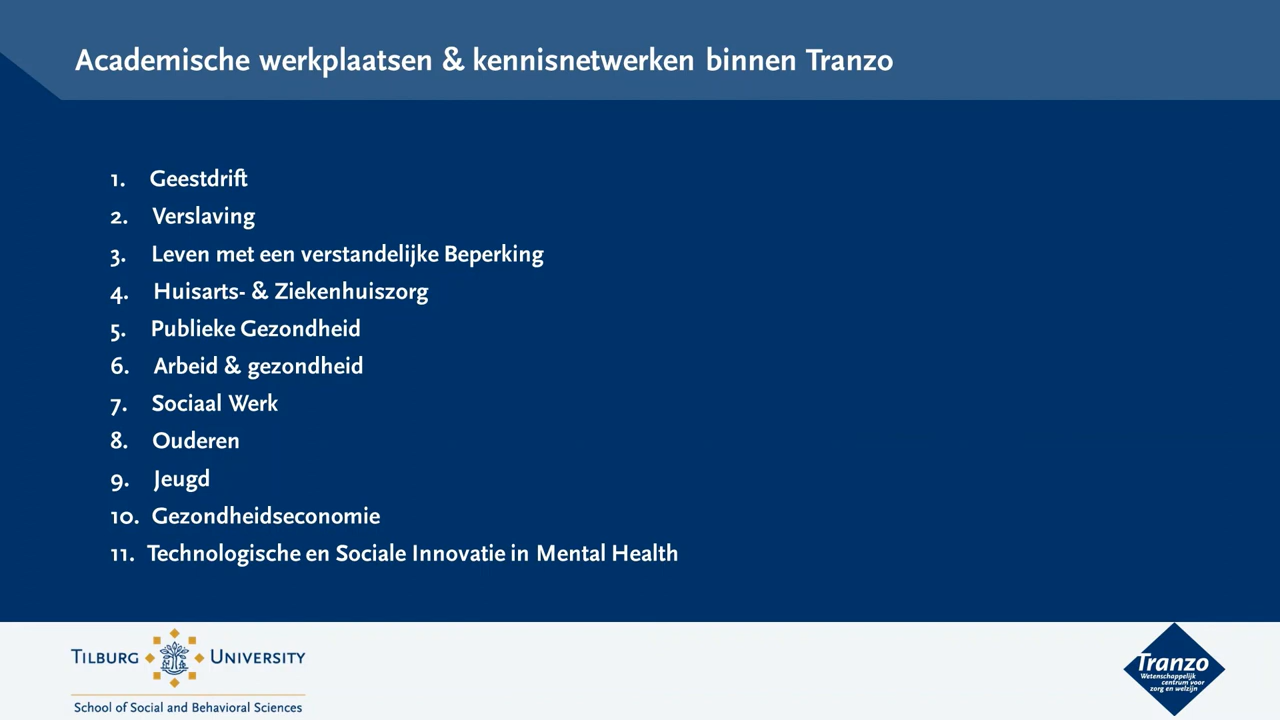 Academische werkplaatsen & kennisnetwerken binnen Tranzo
1. Geestdrift
2. Verslaving
3. Leven met een verstandelijke Beperking
4. Huisarts- & Ziekenhuiszorg
5. Publieke Gezondheid
6. Arbeid & gezondheid
7. Sociaal Werk
8. Ouderen
9. Jeugd
10. Gezondheidseconomie
11. Technologische en Sociale Innovatie in Mental Health
TILBURG UNIVERSITY
School of Social and Behavioral Sciences
Tranzo
Wetenschappelijk
centrum voor
zorg en welzijn